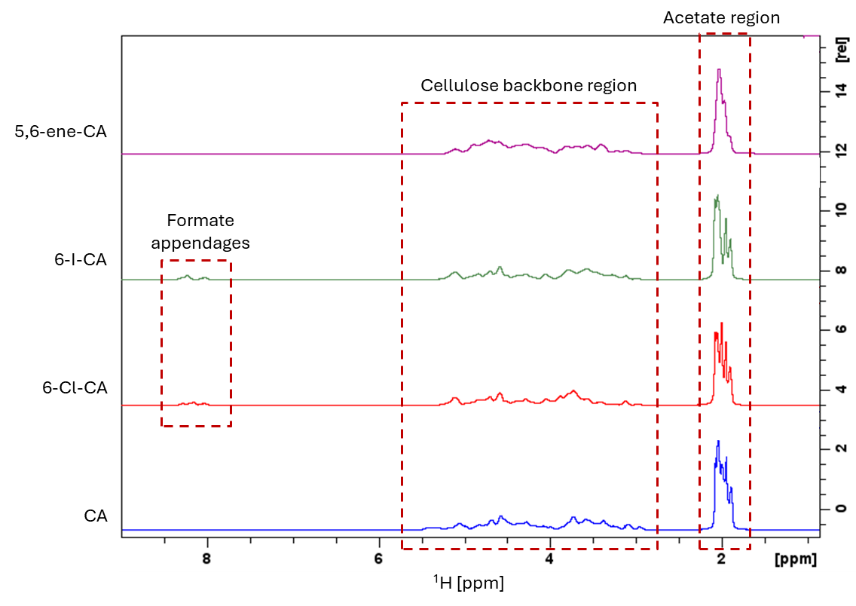 Acetate region
[rel]
Cellulose backbone region
14
5,6-ene-CA
12
Formate
appendages
10
6-I-CA
8
6
6-Cl-CA
4
2
CA
0
8
6
4
2
[ppm]
¹H [ppm]